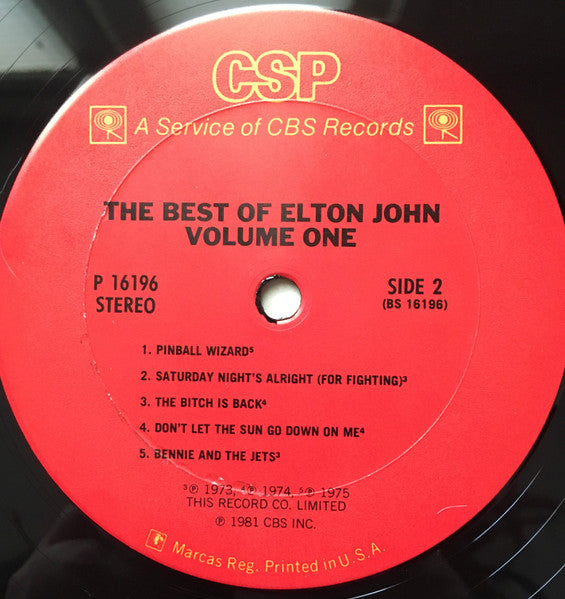 CSP
A Service of CBS Records
THE BEST OF ELTON JOHN
VOLUME ONE
P 16196
STEREO
SIDE 2
(BS 16196)
1. PINBALL WIZARD⁵
2. SATURDAY NIGHT'S ALRIGHT (FOR FIGHTING)³
3. THE BITCH IS BACK⁴
4. DON'T LET THE SUN GO DOWN ON ME⁴
5. BENNIE AND THE JETS³
³℗ 1973, ⁴℗ 1974, ⁵℗ 1975
THIS RECORD CO. LIMITED
℗ 1981 CBS INC.
Marcas Reg. Printed in U.S.A.